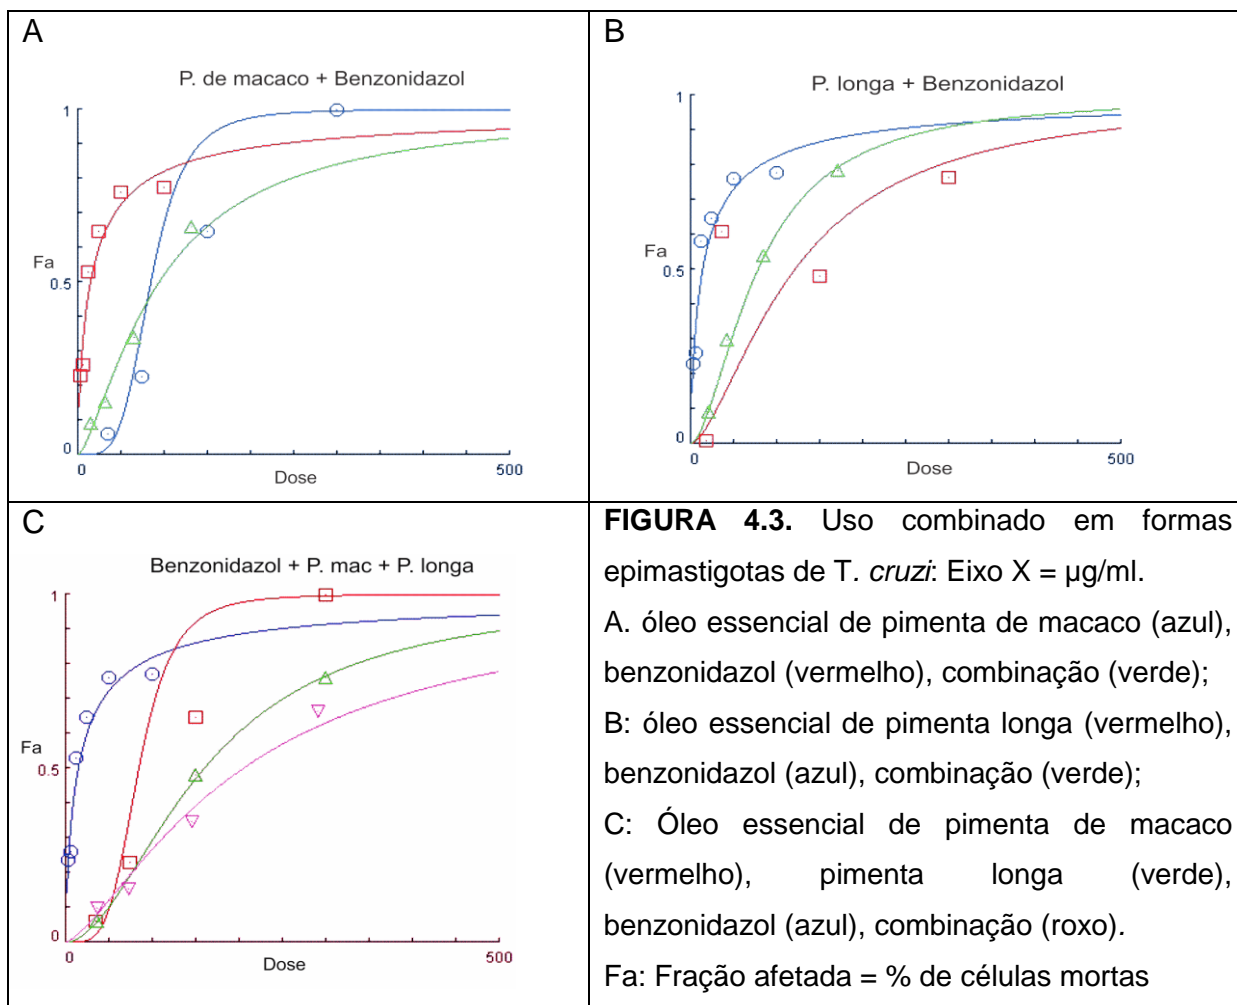 A
P. de macaco + Benzonidazol
1
Fa
0.5
0
0
500
Dose
B
P. longa + Benzonidazol
1
Fa
0.5
0
0
500
Dose
C
Benzonidazol + P. mac + P. longa
1
Fa
0.5
0
0
500
Dose
FIGURA 4.3. Uso combinado em formas
epimastigotas de T. cruzi: Eixo X = µg/ml.
A. óleo essencial de pimenta de macaco (azul),
benzonidazol (vermelho), combinação (verde);
B: óleo essencial de pimenta longa (vermelho),
benzonidazol (azul), combinação (verde);
C: Óleo essencial de pimenta de macaco
(vermelho), pimenta longa (verde),
benzonidazol (azul), combinação (roxo).
Fa: Fração afetada = % de células mortas